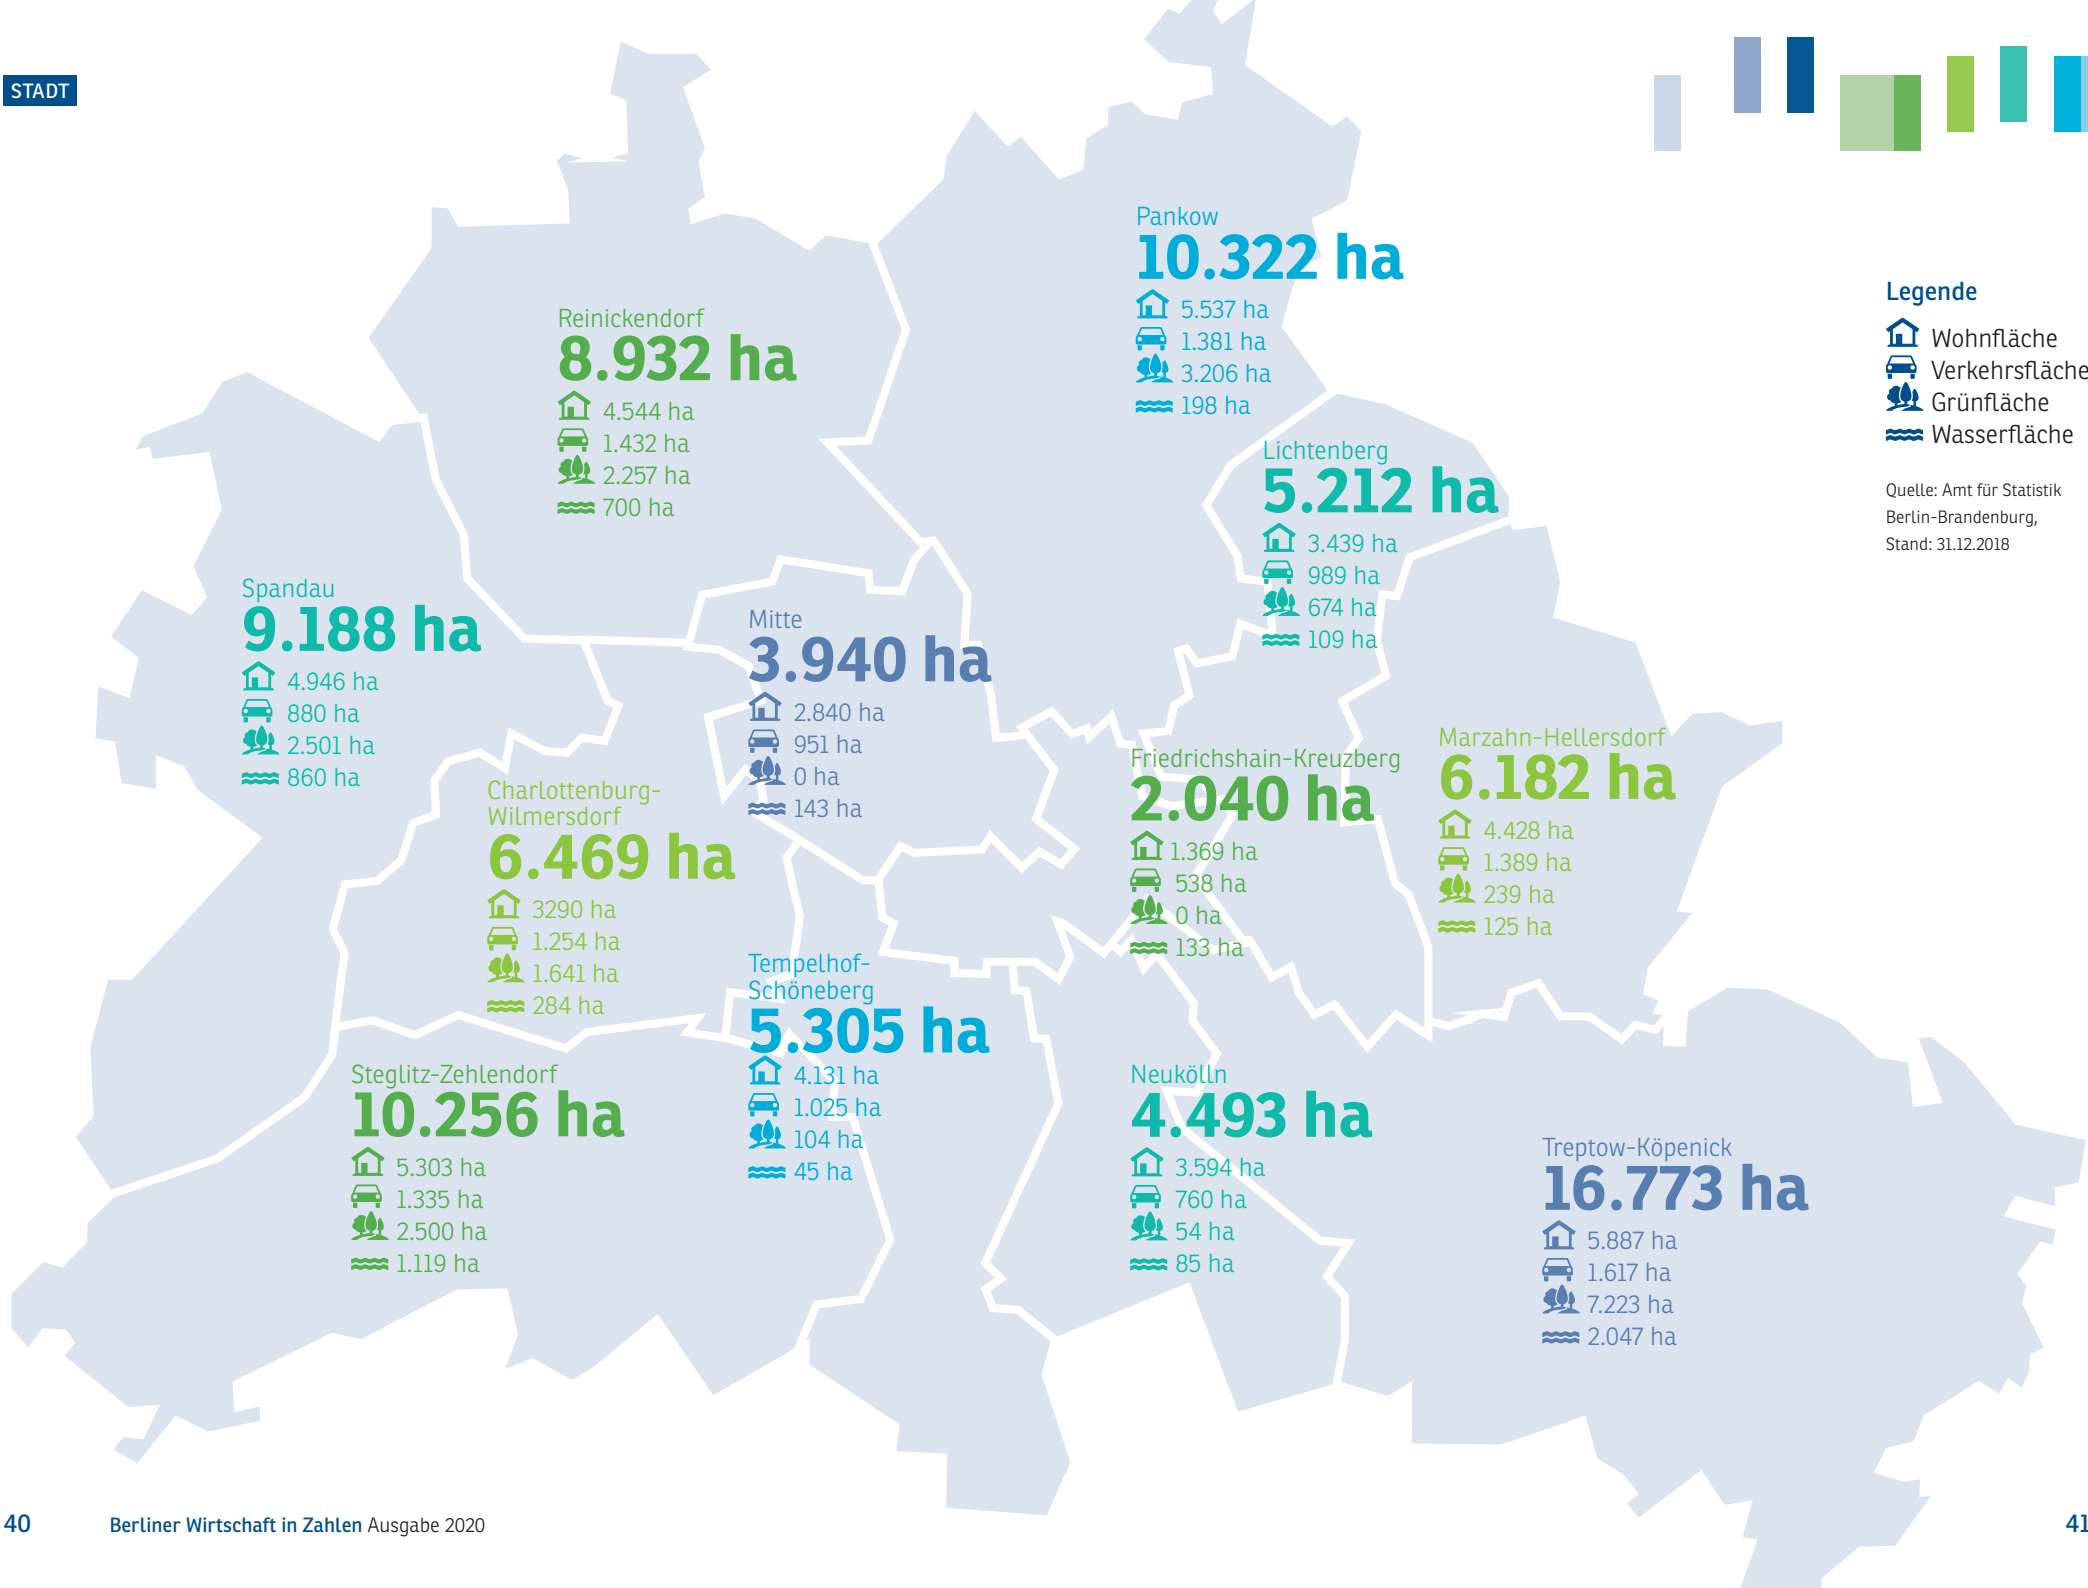 STADT
Pankow
10.322 ha
5.537 ha
1.381 ha
3.206 ha
198 ha
Reinickendorf
8.932 ha
4.544 ha
1.432 ha
2.257 ha
700 ha
Legende
Wohnfläche
Verkehrsfläche
Grünfläche
Wasserfläche
Quelle: Amt für Statistik
Berlin-Brandenburg,
Stand: 31.12.2018
Lichtenberg
5.212 ha
3.439 ha
989 ha
674 ha
109 ha
Spandau
9.188 ha
4.946 ha
880 ha
2.501 ha
860 ha
Mitte
3.940 ha
2.840 ha
951 ha
0 ha
143 ha
Charlottenburg-
Wilmersdorf
6.469 ha
3290 ha
1.254 ha
1.641 ha
284 ha
Friedrichshain-Kreuzberg
2.040 ha
1.369 ha
538 ha
0 ha
133 ha
Marzahn-Hellersdorf
6.182 ha
4.428 ha
1.389 ha
239 ha
125 ha
Tempelhof-
Schöneberg
5.305 ha
4.131 ha
1.025 ha
104 ha
45 ha
Steglitz-Zehlendorf
10.256 ha
5.303 ha
1.335 ha
2.500 ha
1.119 ha
Neukölln
4.493 ha
3.594 ha
760 ha
54 ha
85 ha
Treptow-Köpenick
16.773 ha
5.887 ha
1.617 ha
7.223 ha
2.047 ha
40 Berliner Wirtschaft in Zahlen Ausgabe 2020
41